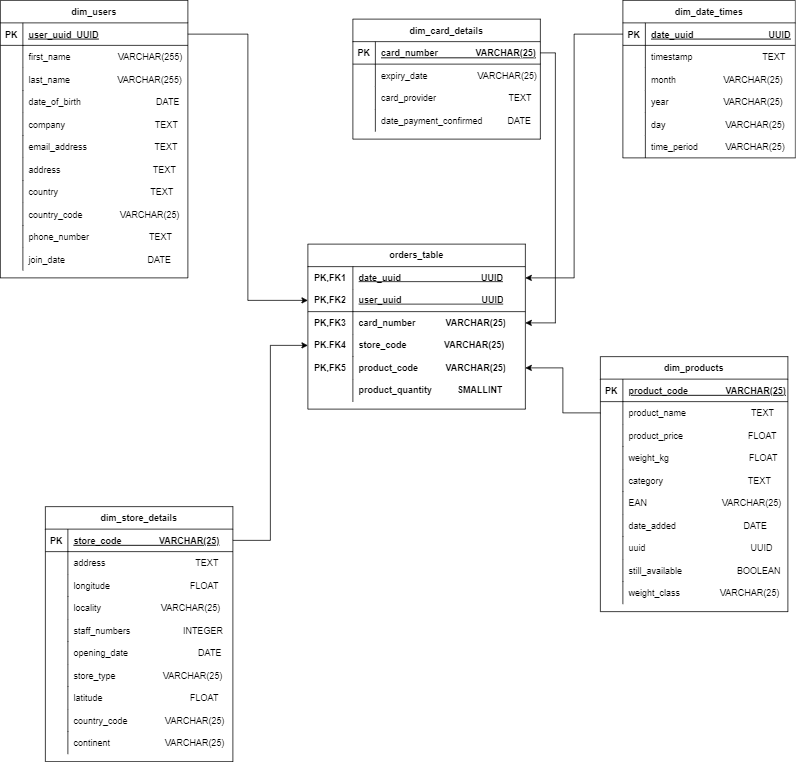 dim_users
PK user_uuid UUID
first_name VARCHAR(255)
last_name VARCHAR(255)
date_of_birth DATE
company TEXT
email_address TEXT
address TEXT
country TEXT
country_code VARCHAR(25)
phone_number TEXT
join_date DATE
dim_card_details
PK card_number VARCHAR(25)
expiry_date VARCHAR(25)
card_provider TEXT
date_payment_confirmed DATE
dim_date_times
PK date_uuid UUID
timestamp TEXT
month VARCHAR(25)
year VARCHAR(25)
day VARCHAR(25)
time_period VARCHAR(25)
orders_table
PK,FK1 date_uuid UUID
PK,FK2 user_uuid UUID
PK,FK3 card_number VARCHAR(25)
PK,FK4 store_code VARCHAR(25)
PK,FK5 product_code VARCHAR(25)
product_quantity SMALLINT
dim_products
PK product_code VARCHAR(25)
product_name TEXT
product_price FLOAT
weight_kg FLOAT
category TEXT
EAN VARCHAR(25)
date_added DATE
uuid UUID
still_available BOOLEAN
weight_class VARCHAR(25)
dim_store_details
PK store_code VARCHAR(25)
address TEXT
longitude FLOAT
locality VARCHAR(25)
staff_numbers INTEGER
opening_date DATE
store_type VARCHAR(25)
latitude FLOAT
country_code VARCHAR(25)
continent VARCHAR(25)